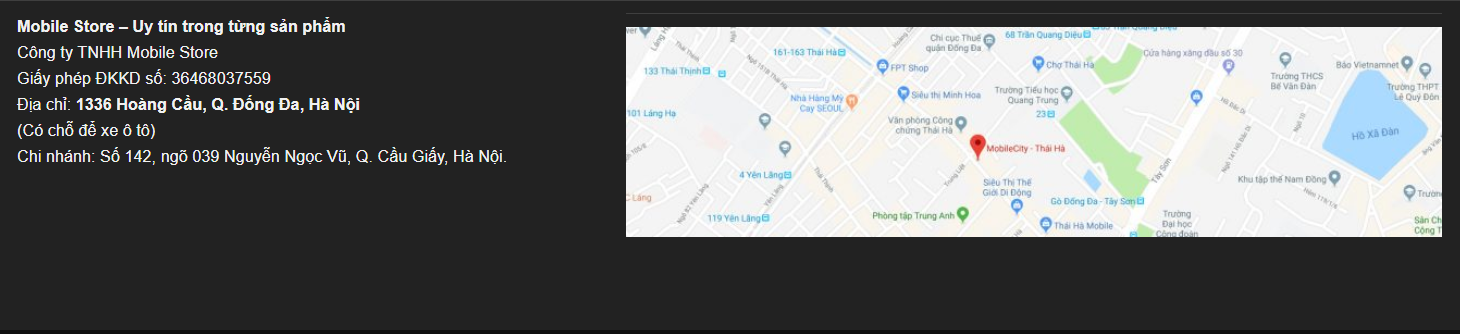 Mobile Store – Uy tín trong từng sản phẩm
Công ty TNHH Mobile Store
Giấy phép ĐKKD số: 36468037559
Địa chỉ: 1336 Hoàng Cầu, Q. Đống Đa, Hà Nội
(Có chỗ để xe ô tô)
Chi nhánh: Số 142, ngõ 039 Nguyễn Ngọc Vũ, Q. Cầu Giấy, Hà Nội.
Chi cục Thuế
quận Đống Đa
68 Trần Quang Diệu
161-163 Thái Hà
133 Thái Thịnh
FPT Shop
Chợ Thái Hà
Cửa hàng xăng dầu số 30
Trường THCS
Bế Văn Đàn
Báo Vietnamnet
Trường THPT
Lê Quý Đôn
Nhà Hàng Mỳ
Cay SEOUL
Siêu thị Minh Hoa
Trường Tiểu học
Quang Trung
23
101 Láng Hạ
Văn phòng Công
chứng Thái Hà
Hồ Xã Đàn
MobileCity - Thái Hà
Trung Liệt
Thái Thịnh
Tây Sơn
4 Yên Lãng
Yên Lãng
Siêu Thị Thế
Giới Di Động
Khu tập thể Nam Đồng
Gò Đống Đa - Tây Sơn
119 Yên Lãng
Phòng tập Trung Anh
Thái Hà Mobile
Trường
Đại học
Công đoàn